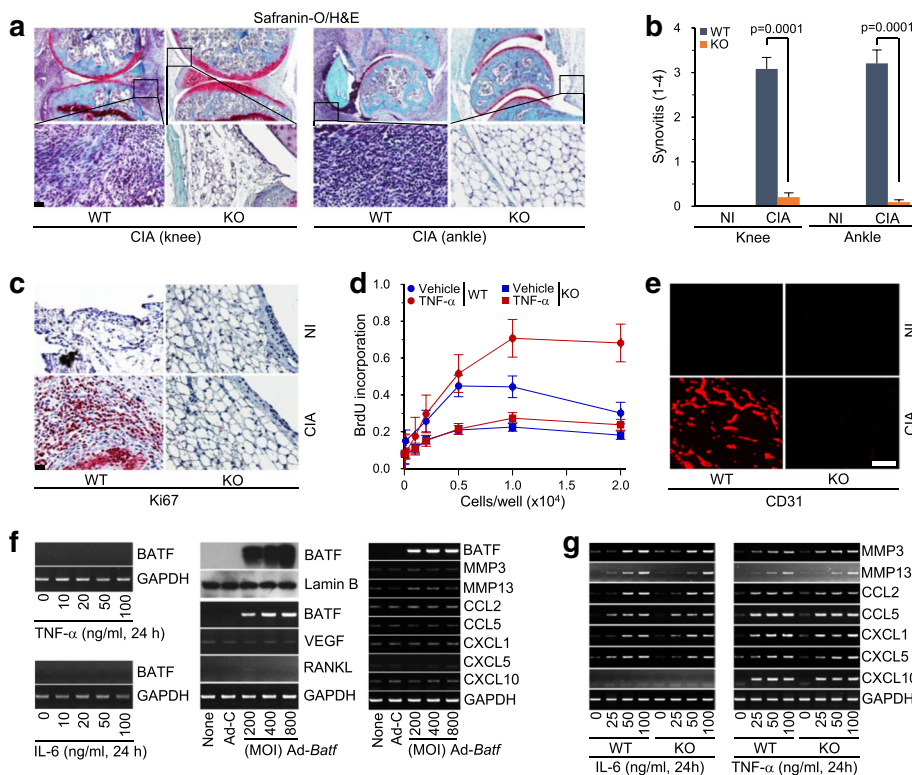 a
Safranin-O/H&E
WT
KO
WT
KO
CIA (knee)
CIA (ankle)
b
WT
KO
p=0.0001
p=0.0001
Synovitis (1-4)
4
3
2
1
0
NI
CIA
NI
CIA
Knee
Ankle
c
NI
CIA
WT
KO
Ki67
d
Vehicle
TNF-α
WT
Vehicle
TNF-α
KO
BrdU incorporation
1.0
0.8
0.6
0.4
0.2
0.0
0
0.5
1.0
2.0
Cells/well (x10⁴)
e
NI
CIA
WT
KO
CD31
f
BATF
GAPDH
0
10
20
50
100
TNF-α (ng/ml, 24 h)
BATF
GAPDH
0
10
20
50
100
IL-6 (ng/ml, 24 h)
BATF
Lamin B
BATF
VEGF
RANKL
GAPDH
None
Ad-C
200
400
800
(MOI) Ad-Batf
BATF
MMP3
MMP13
CCL2
CCL5
CXCL1
CXCL5
CXCL10
GAPDH
None
Ad-C
200
400
800
(MOI) Ad-Batf
g
MMP3
MMP13
CCL2
CCL5
CXCL1
CXCL5
CXCL10
GAPDH
0 25 50 100 0 25 50 100
WT
KO
IL-6 (ng/ml, 24h)
0 25 50 100 0 25 50 100
WT
KO
TNF-α (ng/ml, 24h)